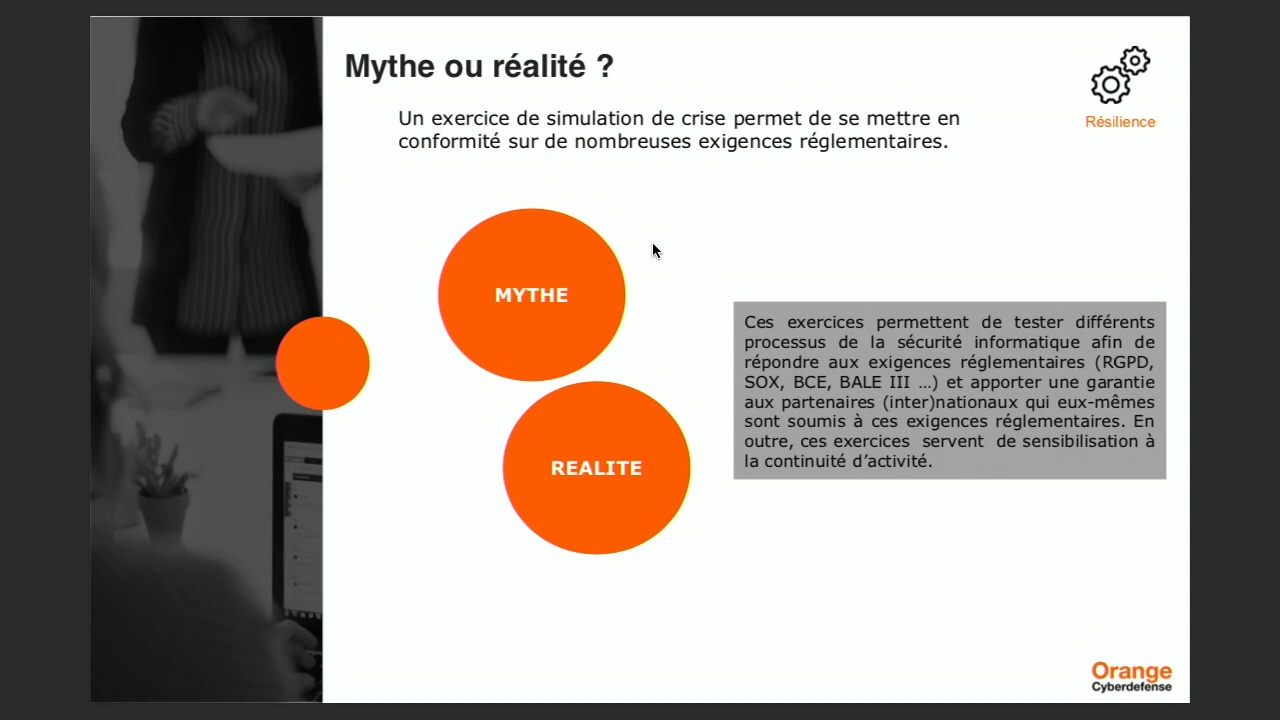 Mythe ou réalité ?
Un exercice de simulation de crise permet de se mettre en
conformité sur de nombreuses exigences réglementaires.
Résilience
MYTHE
REALITE
Ces exercices permettent de tester différents
processus de la sécurité informatique afin de
répondre aux exigences réglementaires (RGPD,
SOX, BCE, BALE III ...) et apporter une garantie
aux partenaires (inter)nationaux qui eux-mêmes
sont soumis à ces exigences réglementaires. En
outre, ces exercices servent de sensibilisation à
la continuité d’activité.
Orange
Cyberdefense